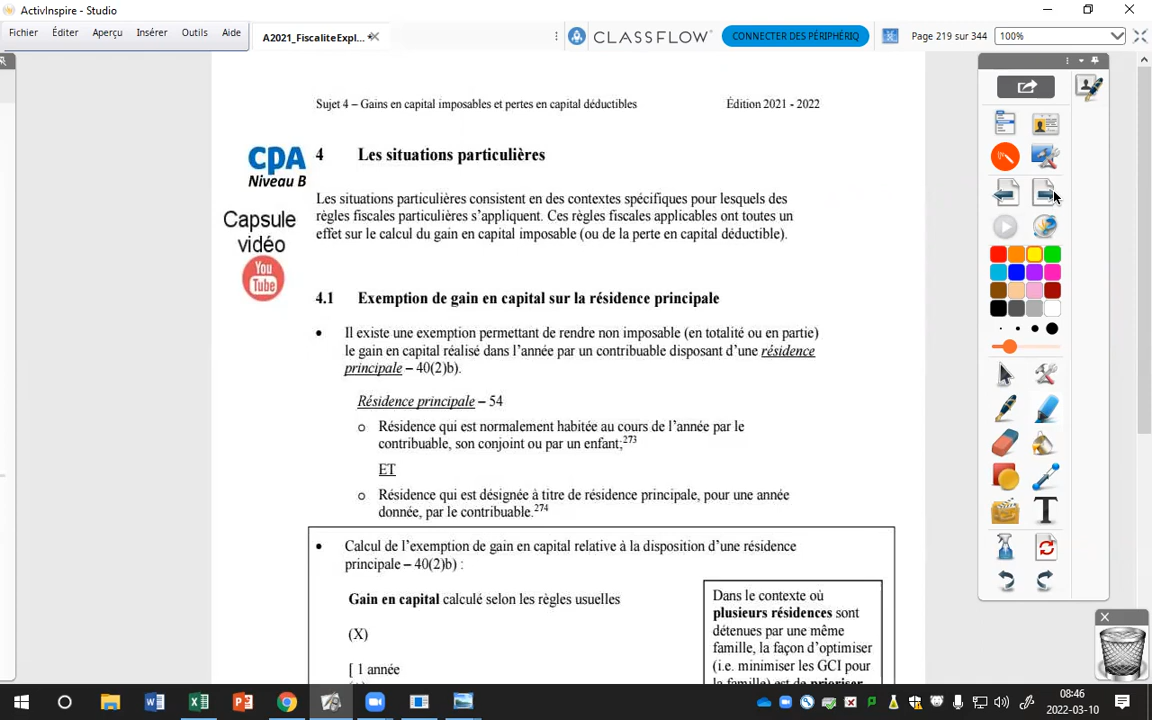 ActivInspire - Studio
Fichier Éditer Aperçu Insérer Outils Aide
A2021_FiscaliteExpl...
CLASSFLOW
CONNECTER DES PÉRIPHÉRIQ
Page 219 sur 344
100%
Sujet 4 – Gains en capital imposables et pertes en capital déductibles Édition 2021 - 2022
CPA
Niveau B
4 Les situations particulières
Les situations particulières consistent en des contextes spécifiques pour lesquels des
règles fiscales particulières s’appliquent. Ces règles fiscales applicables ont toutes un
effet sur le calcul du gain en capital imposable (ou de la perte en capital déductible).
Capsule
vidéo
You
Tube
4.1 Exemption de gain en capital sur la résidence principale
• Il existe une exemption permettant de rendre non imposable (en totalité ou en partie)
le gain en capital réalisé dans l’année par un contribuable disposant d’une résidence
principale – 40(2)b).
Résidence principale – 54
o Résidence qui est normalement habitée au cours de l’année par le
contribuable, son conjoint ou par un enfant;273
ET
o Résidence qui est désignée à titre de résidence principale, pour une année
donnée, par le contribuable.274
• Calcul de l’exemption de gain en capital relative à la disposition d’une résidence
principale – 40(2)b) :
Gain en capital calculé selon les règles usuelles
(X)
[ 1 année
Dans le contexte où
plusieurs résidences sont
détenues par une même
famille, la façon d’optimiser
(i.e. minimiser les GCI pour
la famille) est de prioriser
08:46
2022-03-10